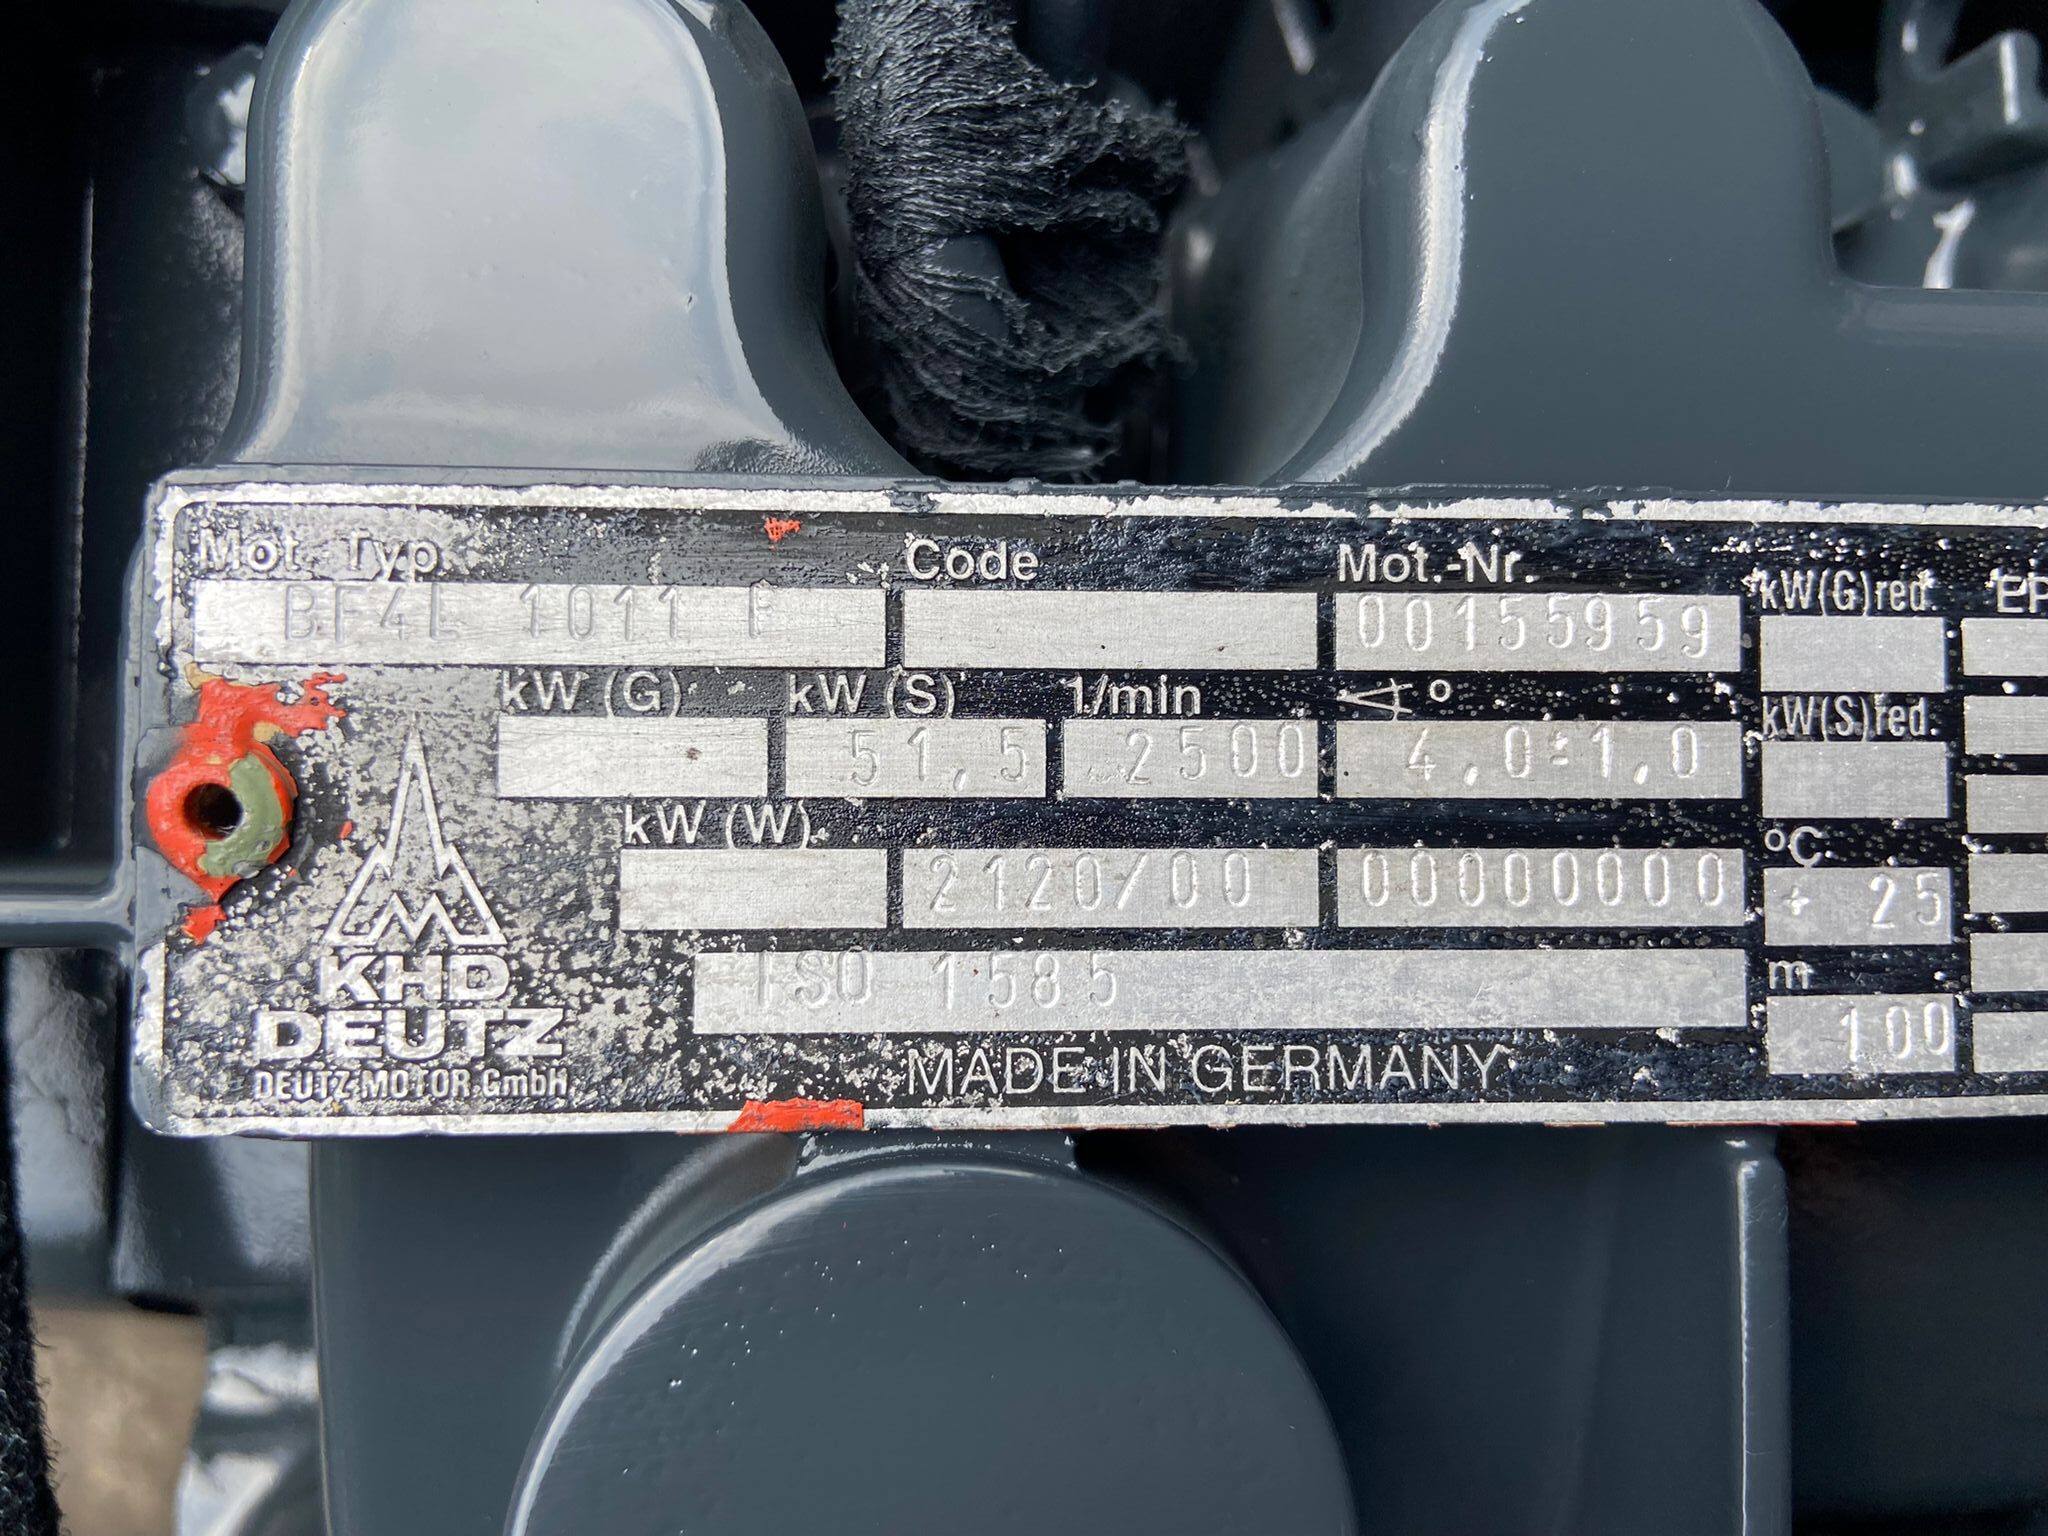 Mot.-Typ Code Mot.-Nr. kW(G)red. EP
BF4L 1011 F 00155959
kW (G) kW (S) 1/min ∢° kW(S)red.
51,5 2500 4,0±1,0
kW (W) °C
2120/00 00000000 + 25
KHD m
ISO 1585 100
DEUTZ
DEUTZ MOTOR GmbH MADE IN GERMANY